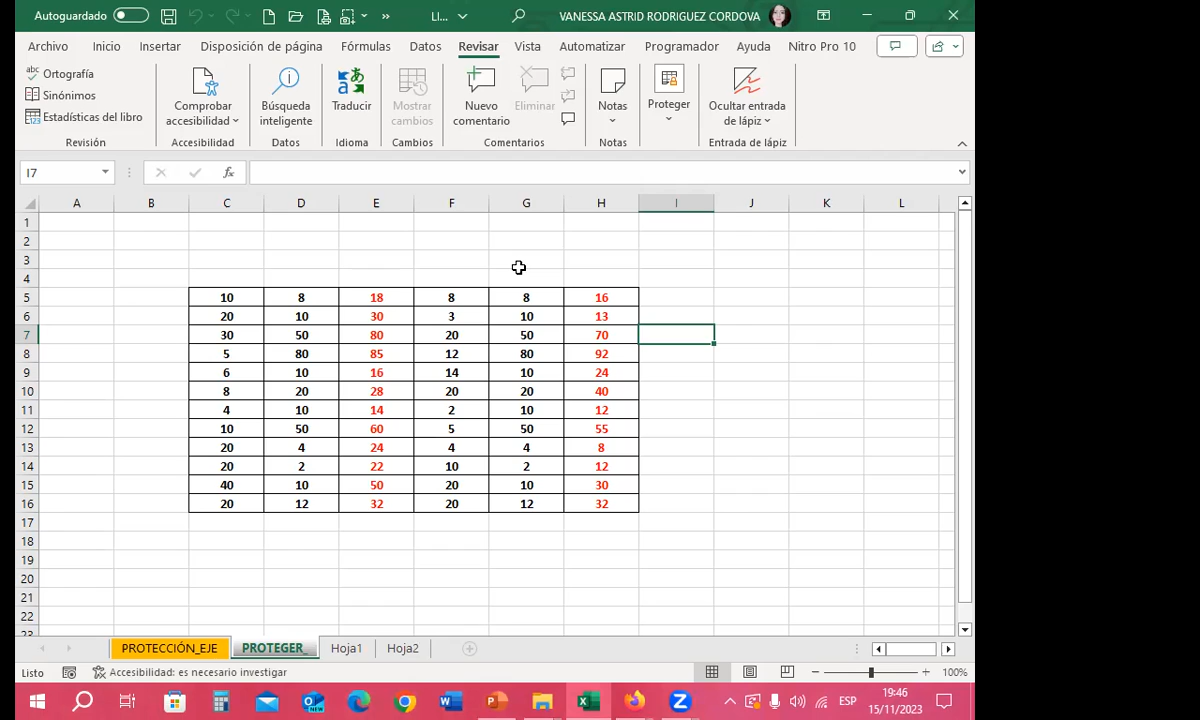 Autoguardado LI... VANESSA ASTRID RODRIGUEZ CORDOVA
Archivo Inicio Insertar Disposición de página Fórmulas Datos Revisar Vista Automatizar Programador Ayuda Nitro Pro 10
abc Ortografía
Sinónimos
123 Estadísticas del libro
Revisión
Comprobar
accesibilidad
Accesibilidad
Búsqueda
inteligente
Datos
Traducir
Idioma
Mostrar
cambios
Cambios
Nuevo
comentario
Eliminar
Comentarios
Notas
Notas
Proteger
Ocultar entrada
de lápiz
Entrada de lápiz
I7 fx
A B C D E F G H I J K L
1
2
3
4
5 10 8 18 8 8 16
6 20 10 30 3 10 13
7 30 50 80 20 50 70
8 5 80 85 12 80 92
9 6 10 16 14 10 24
10 8 20 28 20 20 40
11 4 10 14 2 10 12
12 10 50 60 5 50 55
13 20 4 24 4 4 8
14 20 2 22 10 2 12
15 40 10 50 20 10 30
16 20 12 32 20 12 32
17
18
19
20
21
22
23
PROTECCIÓN_EJE PROTEGER_ Hoja1 Hoja2
Listo Accesibilidad: es necesario investigar 100%
ESP 19:46
15/11/2023